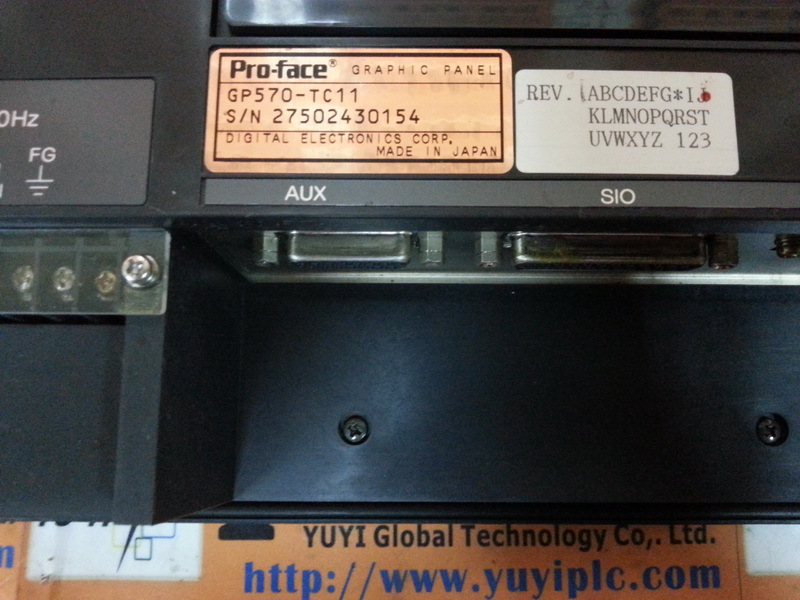 Pro-face® GRAPHIC PANEL
GP570-TC11
S/N 27502430154
DIGITAL ELECTRONICS CORP.
MADE IN JAPAN
REV. ABCDEFG*IJ
KLMNOPQRST
UVWXYZ 123
0Hz
FG
AUX
SIO
YUYI Global Technology Co,. Ltd.
http://www.yuyiplc.com